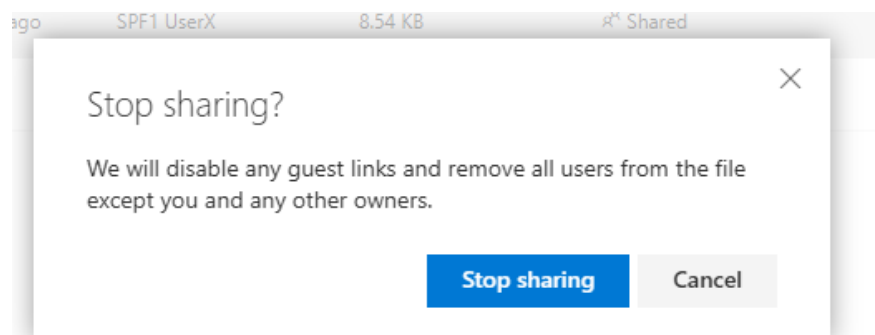 ago SPF1 UserX 8.54 KB Shared
Stop sharing?
We will disable any guest links and remove all users from the file
except you and any other owners.
Stop sharing Cancel